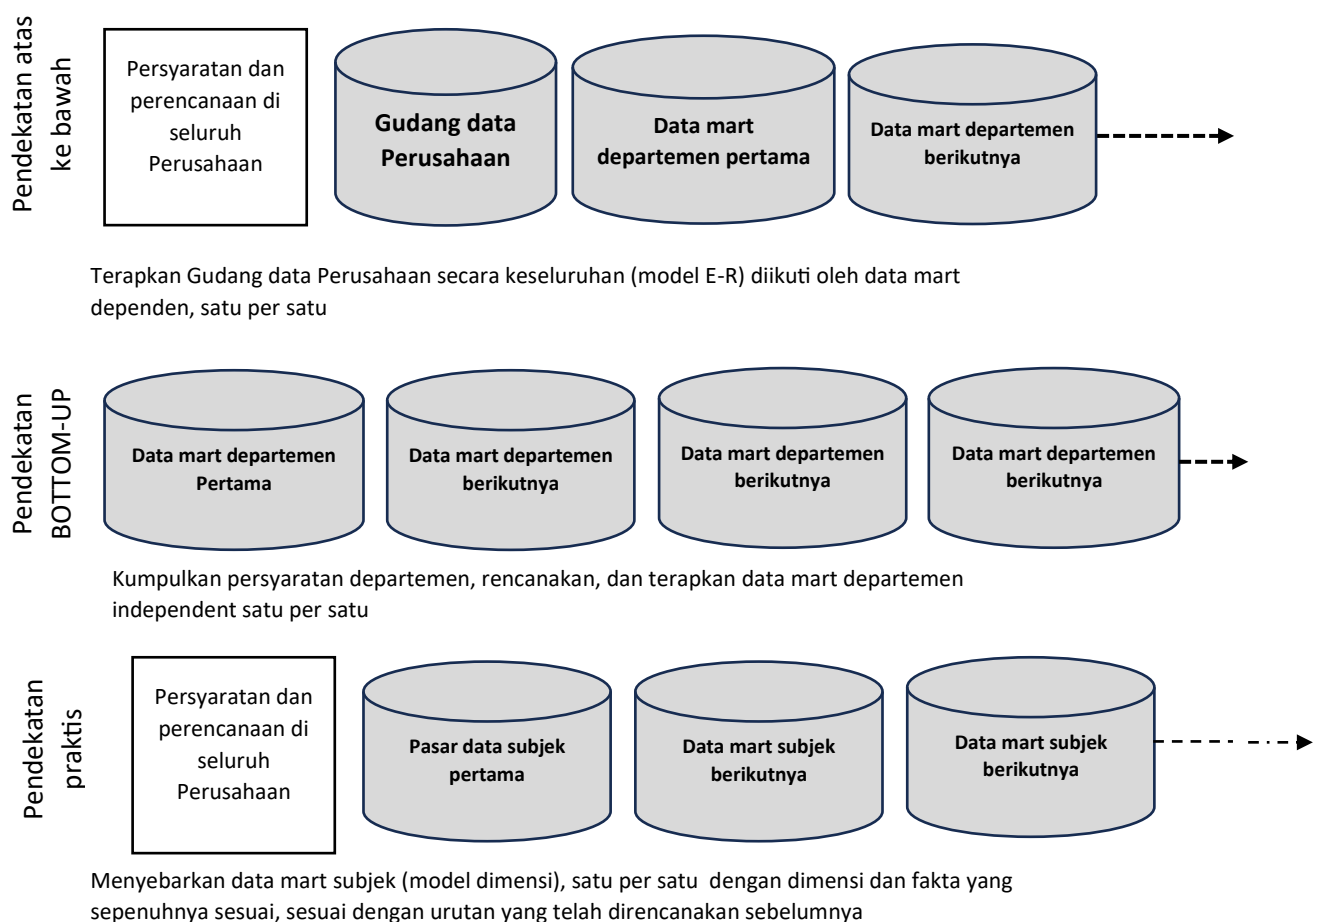 Pendekatan atas
ke bawah
Persyaratan dan
perencanaan di
seluruh
Perusahaan
Gudang data
Perusahaan
Data mart
departemen pertama
Data mart departemen
berikutnya
Terapkan Gudang data Perusahaan secara keseluruhan (model E-R) diikuti oleh data mart
dependen, satu per satu
Pendekatan
BOTTOM-UP
Data mart departemen
Pertama
Data mart departemen
berikutnya
Data mart departemen
berikutnya
Data mart departemen
berikutnya
Kumpulkan persyaratan departemen, rencanakan, dan terapkan data mart departemen
independent satu per satu
Pendekatan
praktis
Persyaratan dan
perencanaan di
seluruh
Perusahaan
Pasar data subjek
pertama
Data mart subjek
berikutnya
Data mart subjek
berikutnya
Menyebarkan data mart subjek (model dimensi), satu per satu  dengan dimensi dan fakta yang
sepenuhnya sesuai, sesuai dengan urutan yang telah direncanakan sebelumnya